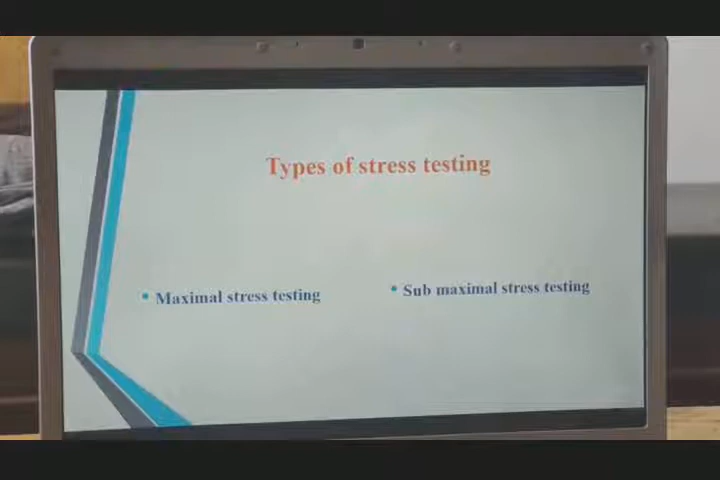 Types of stress testing
• Maximal stress testing
• Sub maximal stress testing